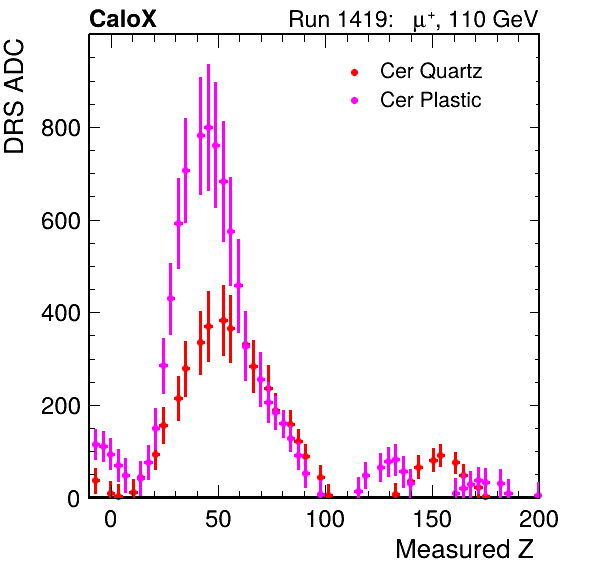 CaloX Run 1419: μ⁺, 110 GeV
DRS ADC
Cer Quartz
Cer Plastic
800
600
400
200
0
0 50 100 150 200
Measured Z